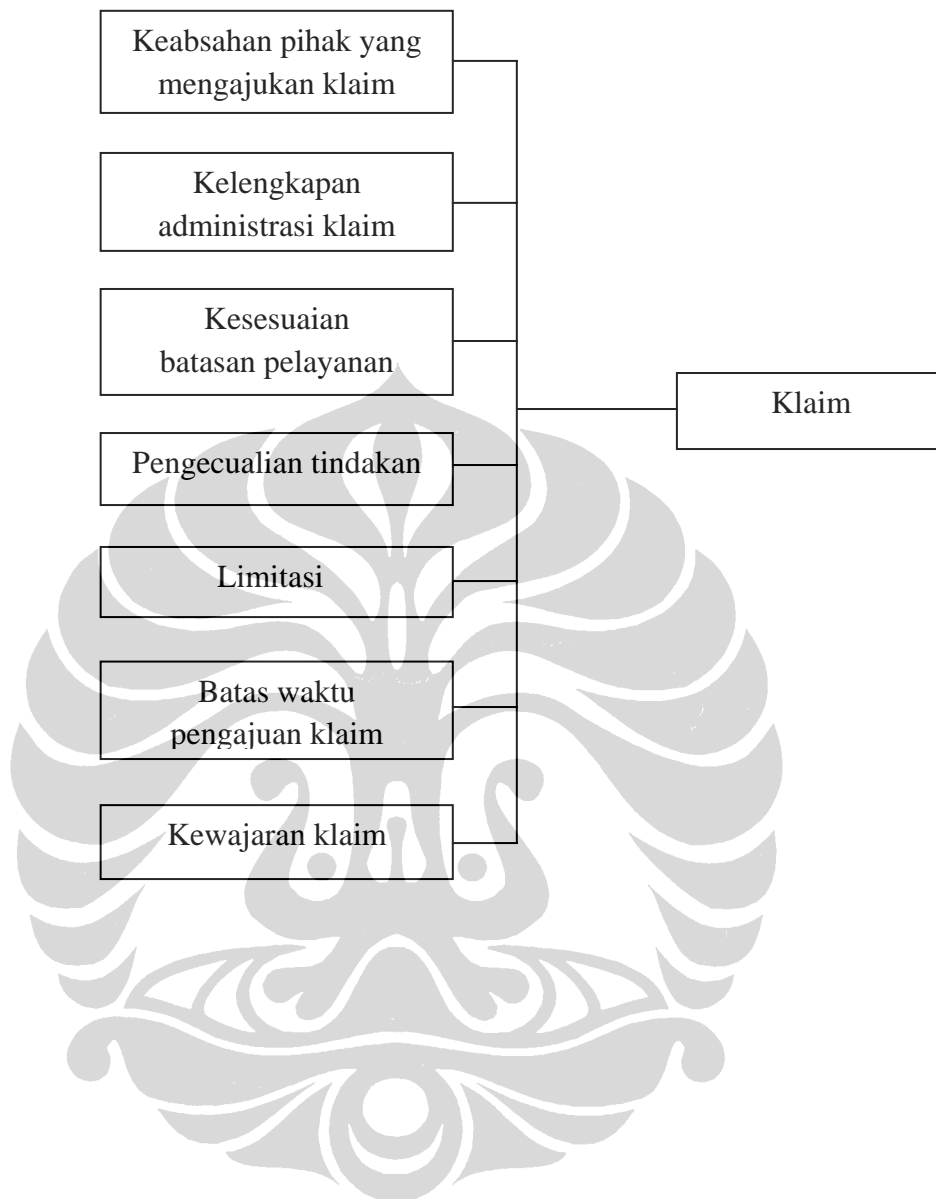 Keabsahan pihak yang
mengajukan klaim
Kelengkapan
administrasi klaim
Kesesuaian
batasan pelayanan
Klaim
Pengecualian tindakan
Limitasi
Batas waktu
pengajuan klaim
Kewajaran klaim